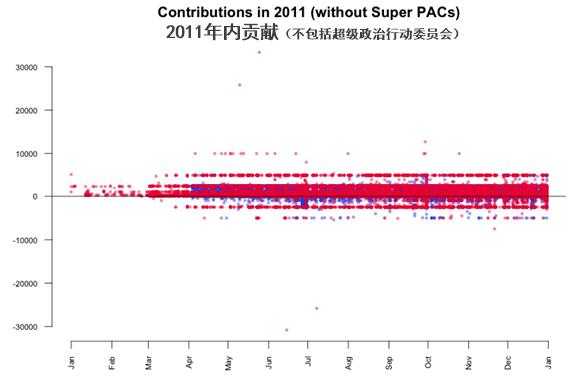 Contributions in 2011 (without Super PACs)
2011年内贡献（不包括超级政治行动委员会）
30000
20000
10000
0
-10000
-20000
-30000
Jan
Feb
Mar
Apr
May
Jun
Jul
Aug
Sep
Oct
Nov
Dec
Jan